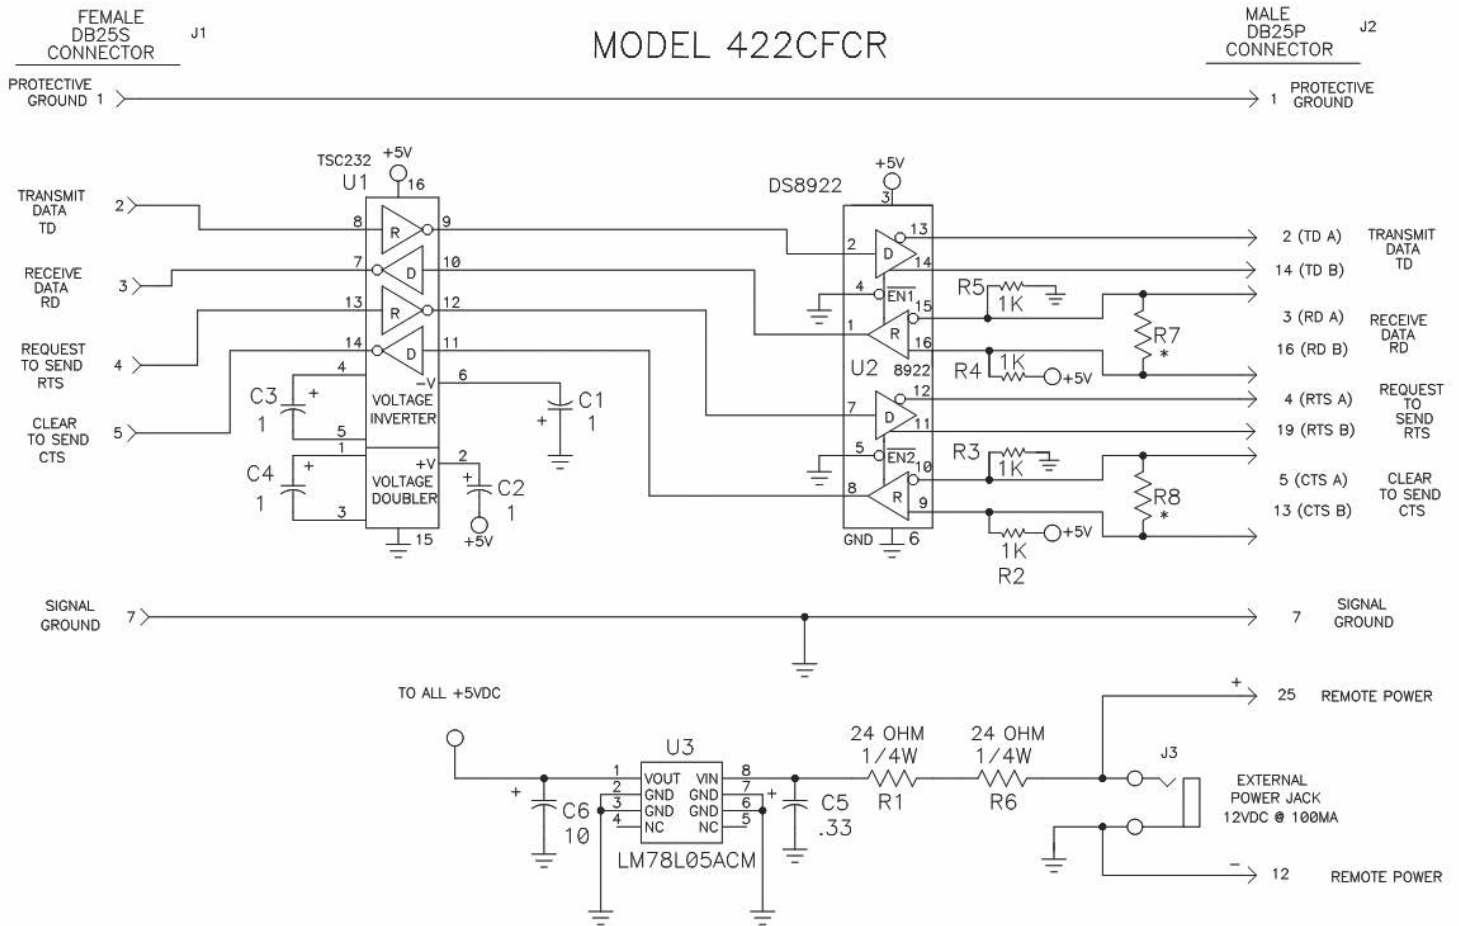 FEMALE
DB25S
CONNECTOR
J1
MODEL 422CFCR
MALE
DB25P
CONNECTOR
J2
PROTECTIVE
GROUND 1
1 PROTECTIVE
GROUND
TRANSMIT
DATA
TD
2
RECEIVE
DATA
RD
3
REQUEST
TO SEND
RTS
4
CLEAR
TO SEND
CTS
5
TSC232
U1
+5V
16
8
R
9
7
D
10
13
R
12
14
D
11
4
C3
+
1
5
-V
6
VOLTAGE
INVERTER
C1
+
1
1
C4
+
1
3
+V
2
VOLTAGE
DOUBLER
+
C2
1
+5V
15
DS8922
+5V
3
2
D
13
14
4
EN1
15
1
R
16
U2
8922
7
D
12
11
5
EN2
10
8
R
9
GND
6
R5
1K
R4
1K
+5V
R7
*
R3
1K
+5V
1K
R2
R8
*
2 (TD A)
14 (TD B)
TRANSMIT
DATA
TD
3 (RD A)
16 (RD B)
RECEIVE
DATA
RD
4 (RTS A)
19 (RTS B)
REQUEST
TO
SEND
RTS
5 (CTS A)
13 (CTS B)
CLEAR
TO SEND
CTS
SIGNAL
GROUND
7
7
SIGNAL
GROUND
TO ALL +5VDC
+
C6
10
U3
1
VOUT
VIN
8
2
GND
GND
7
3
GND
GND
6
4
NC
NC
5
LM78L05ACM
+
C5
.33
24 OHM
1/4W
R1
24 OHM
1/4W
R6
+
25
REMOTE POWER
J3
EXTERNAL
POWER JACK
12VDC @ 100MA
-
12
REMOTE POWER